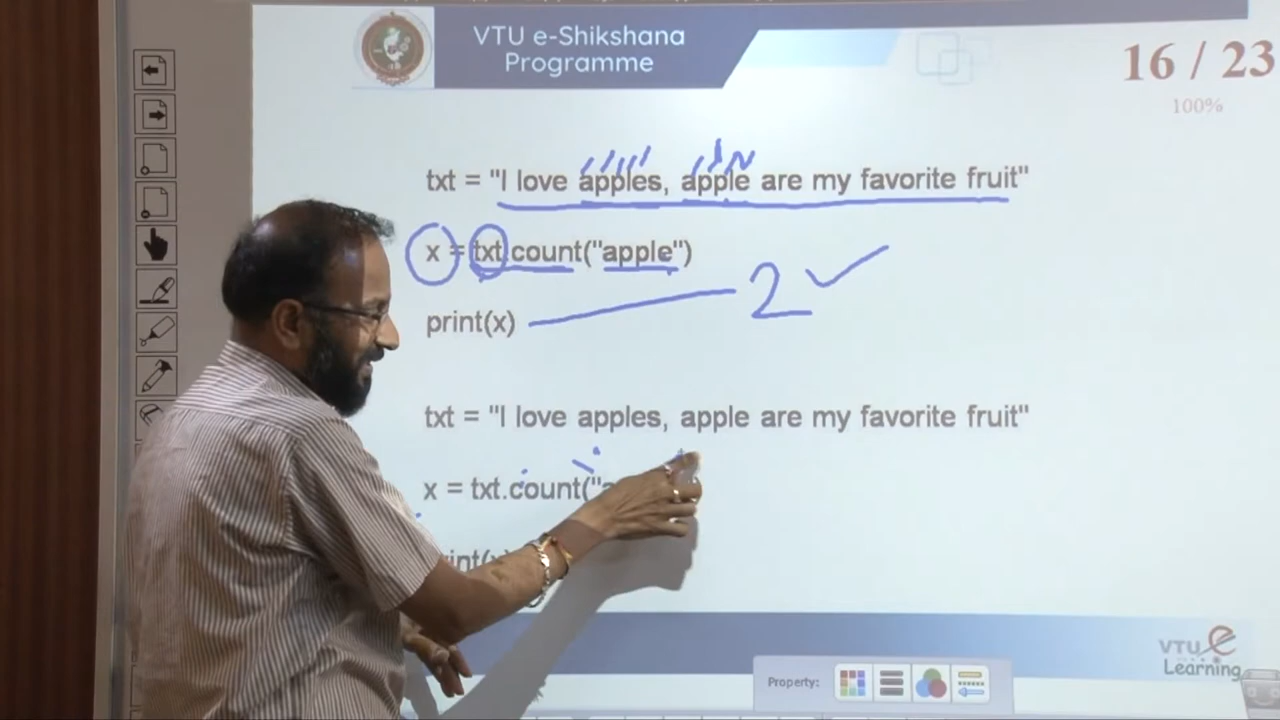 VTU e-Shikshana
Programme
16 / 23
100%
txt = "I love apples, apple are my favorite fruit"
x = txt.count("apple")
print(x)
2
txt = "I love apples, apple are my favorite fruit"
x = txt.count("a
VTU e
Learning
Property: